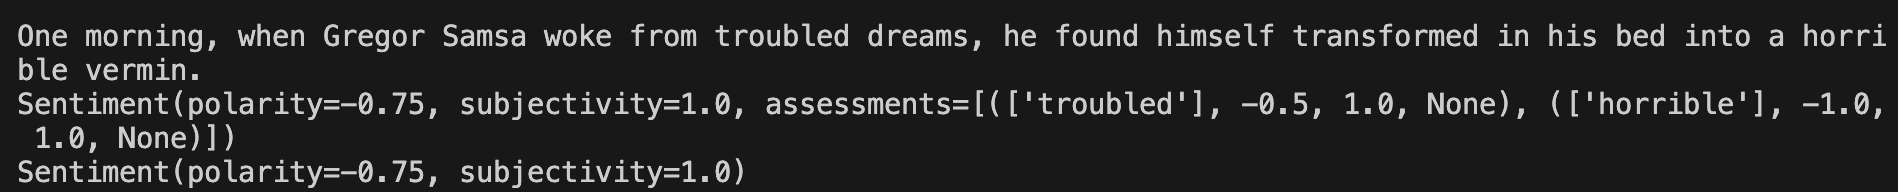 One morning, when Gregor Samsa woke from troubled dreams, he found himself transformed in his bed into a horri
ble vermin.
Sentiment(polarity=-0.75, subjectivity=1.0, assessments=[(['troubled'], -0.5, 1.0, None), (['horrible'], -1.0,
 1.0, None)])
Sentiment(polarity=-0.75, subjectivity=1.0)